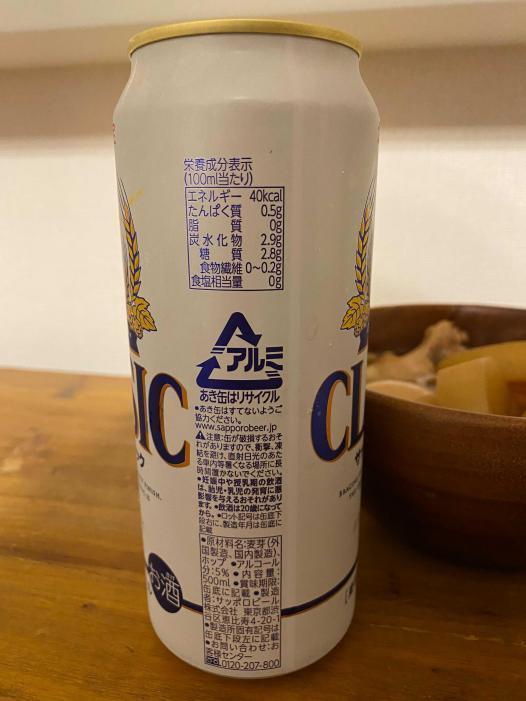 栄養成分表示
(100ml当たり)
エネルギー 40kcal
たんぱく質 0.5g
脂質 0g
炭水化物 2.9g
糖質 2.8g
食物繊維 0~0.2g
食塩相当量 0g
アルミ
あき缶はリサイクル
●あき缶はすてないようご
協力ください。
www.sapporobeer.jp
⚠注意:缶が破損するおそ
れがありますので、衝撃、凍
結を避け、直射日光のあた
る車内等暑くなる場所に長
時間置かないでください。
●妊娠中や授乳期の飲酒
は、胎児・乳児の発育に悪
影響を与えるおそれがあり
ます。●飲酒は20歳になって
から。●ロット記号は缶底下
段右に、製造年月は缶底に
記載
●原材料名:麦芽(外
国製造、国内製造)、
ホップ ●アルコール
分:5% ●内容量:
500ml ●賞味期限:
缶底に記載 ●製造
者:サッポロビール
株式会社 東京都渋
谷区恵比寿4-20-1
●製造所固有記号は
缶底下段左に記載
●お問い合わせ:お
客様センター
0120-207-800
SIC
ック
お酒
CL
サ